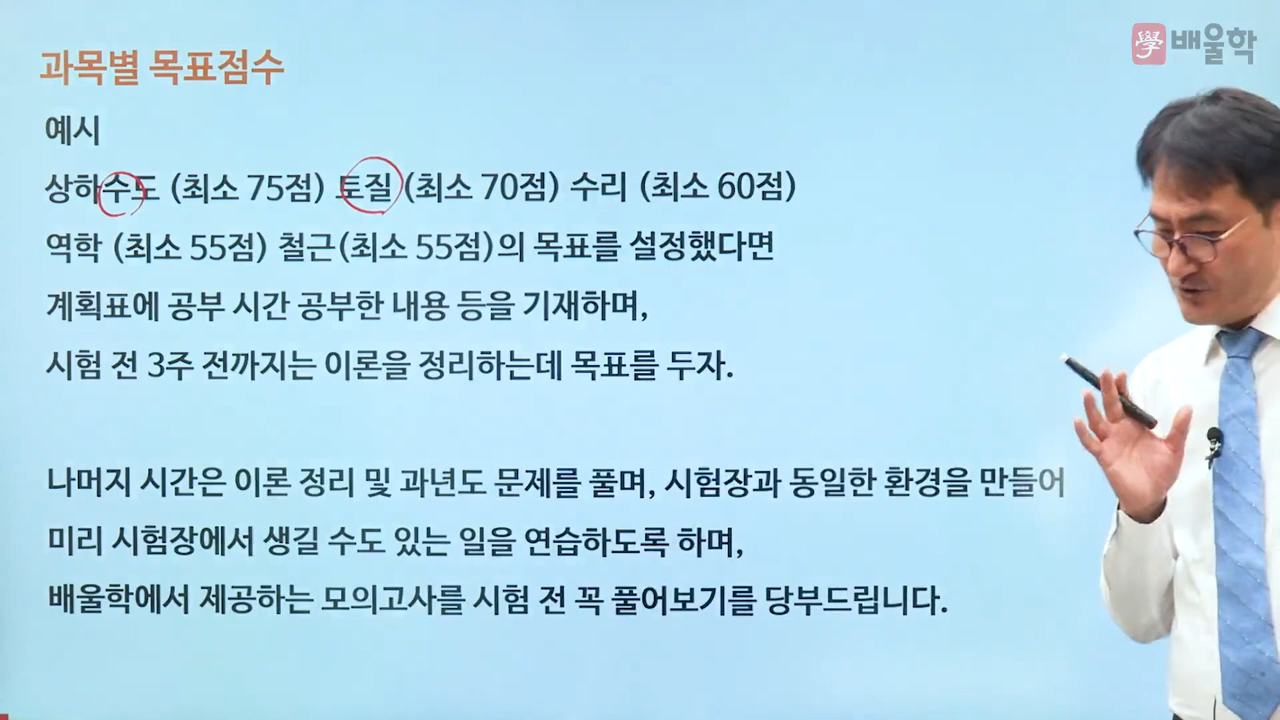 學 배울학
과목별 목표점수
예시
상하수도 (최소 75점) 토질 (최소 70점) 수리 (최소 60점)
역학 (최소 55점) 철근(최소 55점)의 목표를 설정했다면
계획표에 공부 시간 공부한 내용 등을 기재하며,
시험 전 3주 전까지는 이론을 정리하는데 목표를 두자.
나머지 시간은 이론 정리 및 과년도 문제를 풀며, 시험장과 동일한 환경을 만들어
미리 시험장에서 생길 수도 있는 일을 연습하도록 하며,
배울학에서 제공하는 모의고사를 시험 전 꼭 풀어보기를 당부드립니다.